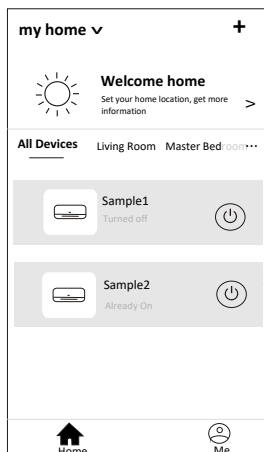 my home
Welcome home
Set your home location, get more
information
All Devices Living Room Master Bedroom
Sample1
Turned off
Sample2
Already On
Home
Me